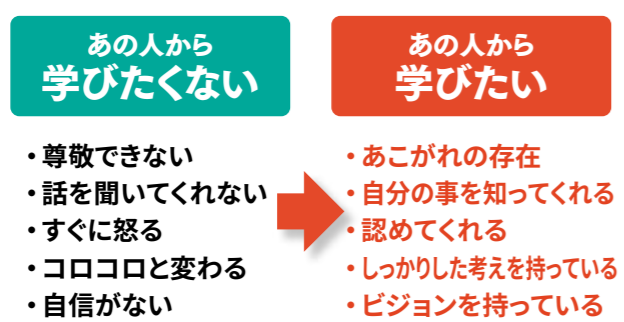 あの人から
学びたくない
・尊敬できない
・話を聞いてくれない
・すぐに怒る
・コロコロと変わる
・自信がない
あの人から
学びたい
・あこがれの存在
・自分の事を知ってくれる
・認めてくれる
・しっかりした考えを持っている
・ビジョンを持っている